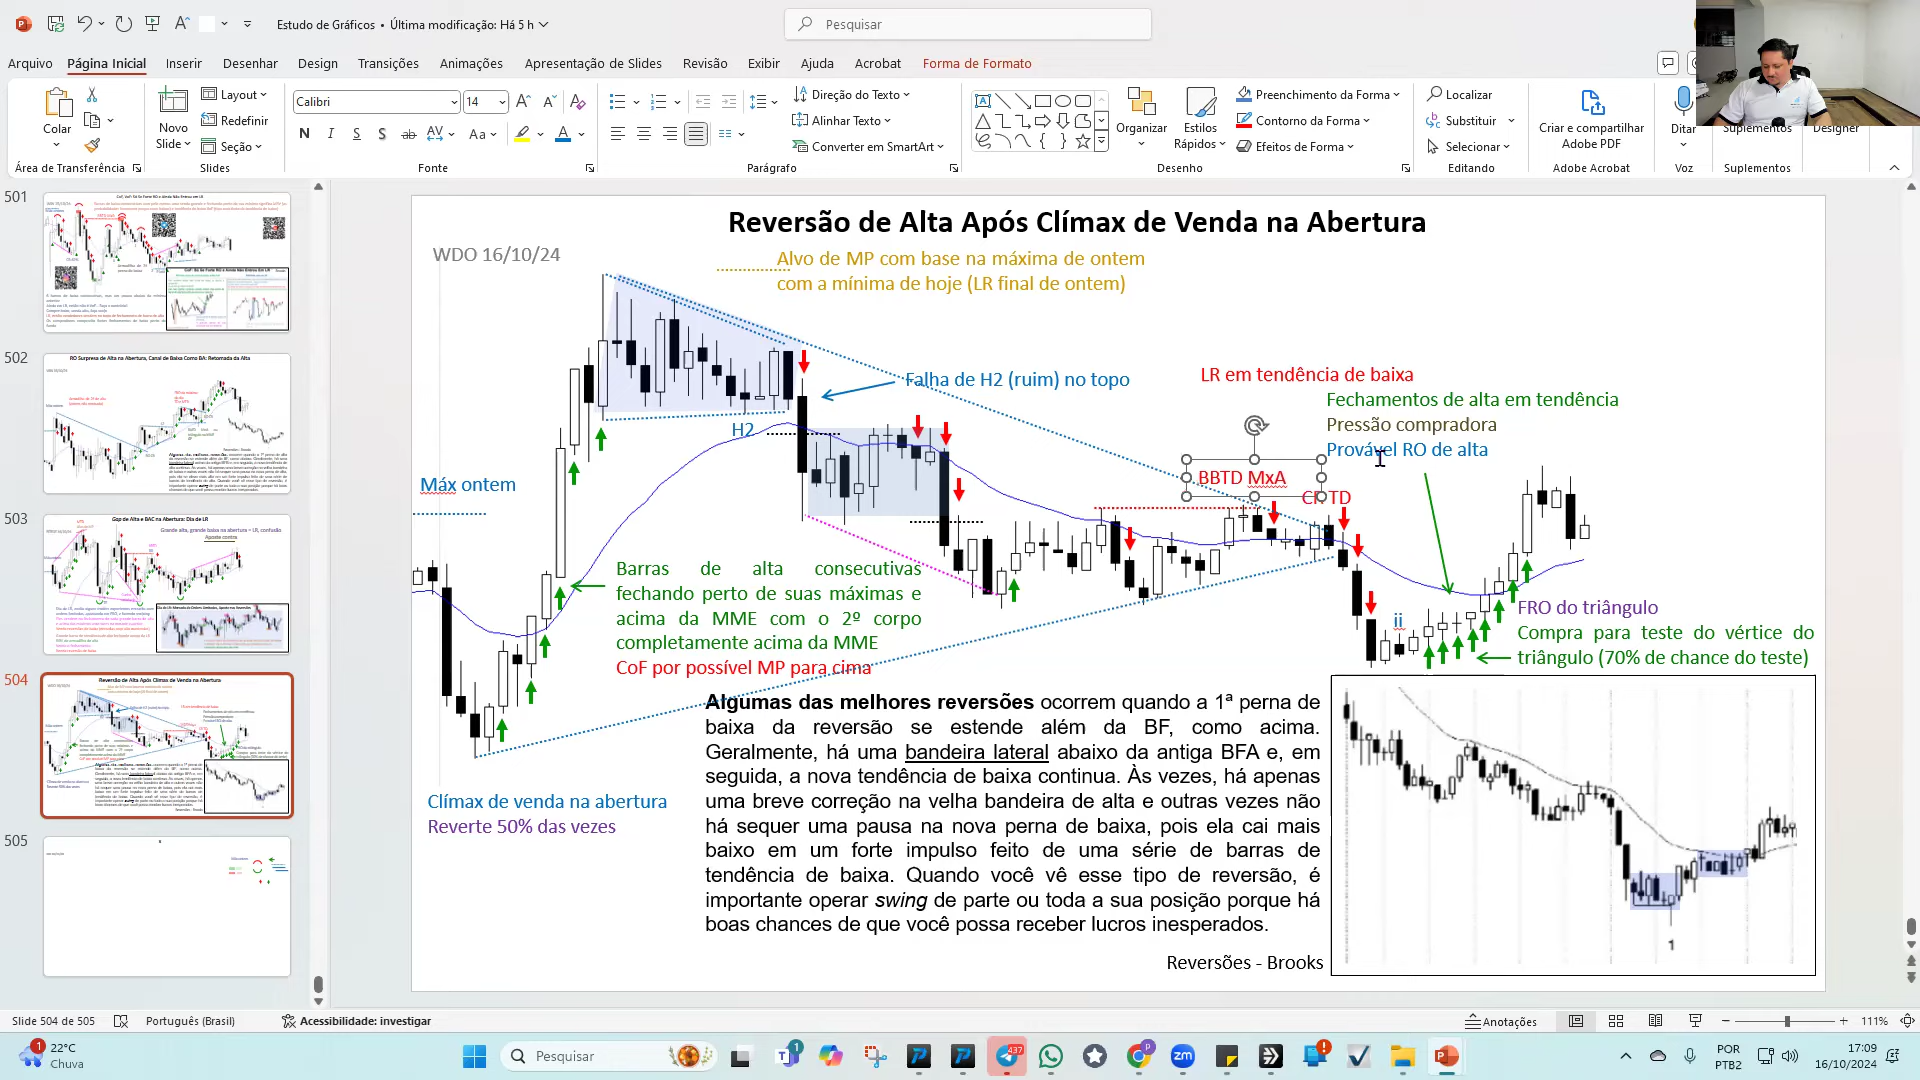 Estudo de Gráficos • Última modificação: Há 5 h
Pesquisar
Arquivo
Página Inicial
Inserir
Desenhar
Design
Transições
Animações
Apresentação de Slides
Revisão
Exibir
Ajuda
Acrobat
Forma de Formato
Colar
Área de Transferência
Novo
Slide
Layout
Redefinir
Seção
Slides
Calibri
14
Fonte
Direção do Texto
Alinhar Texto
Converter em SmartArt
Parágrafo
Organizar
Estilos
Rápidos
Preenchimento da Forma
Contorno da Forma
Efeitos de Forma
Desenho
Localizar
Substituir
Selecionar
Editando
Criar e compartilhar
Adobe PDF
Adobe Acrobat
Ditar
Voz
Suplementos
Suplementos
Designer
501
502
503
504
505
Reversão de Alta Após Clímax de Venda na Abertura
WDO 16/10/24
Alvo de MP com base na máxima de ontem
com a mínima de hoje (LR final de ontem)
Falha de H2 (ruim) no topo
LR em tendência de baixa
Fechamentos de alta em tendência
Pressão compradora
Provável RO de alta
H2
Máx ontem
BBTD MxA
TD
Barras de alta consecutivas
fechando perto de suas máximas e
acima da MME com o 2º corpo
completamente acima da MME
CoF por possível MP para cima
ii
FRO do triângulo
Compra para teste do vértice do
triângulo (70% de chance do teste)
Algumas das melhores reversões ocorrem quando a 1ª perna de
baixa da reversão se estende além da BF, como acima.
Geralmente, há uma bandeira lateral abaixo da antiga BFA e, em
seguida, a nova tendência de baixa continua. Às vezes, há apenas
uma breve correção na velha bandeira de alta e outras vezes não
há sequer uma pausa na nova perna de baixa, pois ela cai mais
baixo em um forte impulso feito de uma série de barras de
tendência de baixa. Quando você vê esse tipo de reversão, é
importante operar swing de parte ou toda a sua posição porque há
boas chances de que você possa receber lucros inesperados.
Clímax de venda na abertura
Reverte 50% das vezes
1
Reversões - Brooks
Slide 504 de 505
Português (Brasil)
Acessibilidade: investigar
Anotações
111%
1
22°C
Chuva
Pesquisar
1
437
POR
PTB2
17:09
16/10/2024